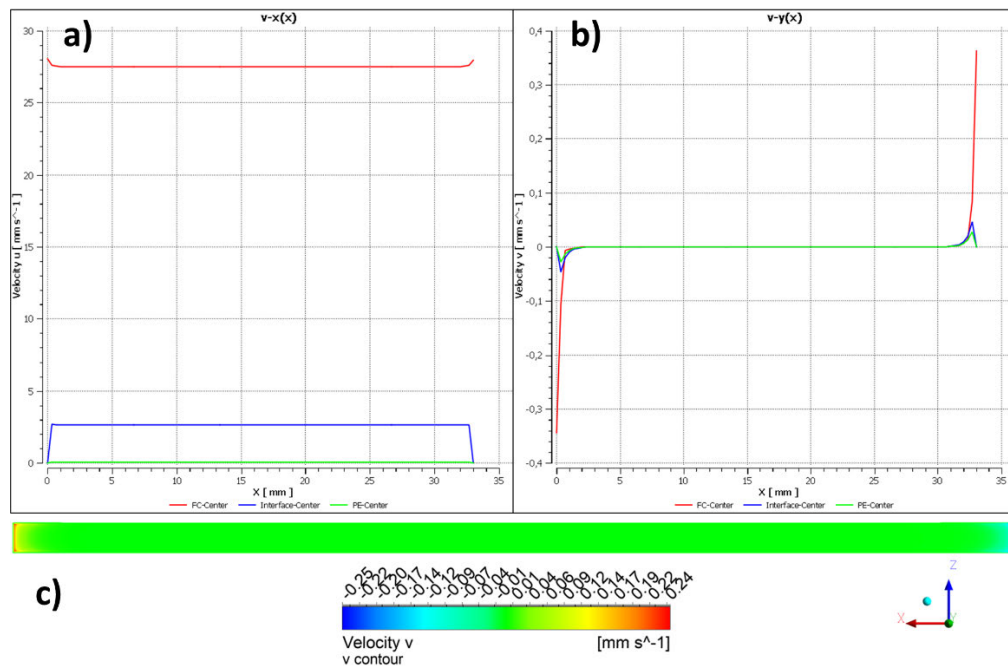 v-x(x)
a)
30
25
20
15
10
5
0
Velocity u [ mm s^-1 ]
0 5 10 15 20 25 30 35
X [ mm ]
FC-Center Interface-Center PE-Center
v-y(x)
b)
0,4
0,3
0,2
0,1
0
-0,1
-0,2
-0,3
-0,4
Velocity v [ mm s^-1 ]
0 5 10 15 20 25 30 35
X [ mm ]
FC-Center Interface-Center PE-Center
c)
-0.25 -0.22 -0.20 -0.17 -0.14 -0.12 -0.09 -0.07 -0.04 -0.01 0.01 0.04 0.06 0.09 0.12 0.14 0.17 0.19 0.22 0.24
Velocity v [mm s^-1]
v contour
Z
X
Y